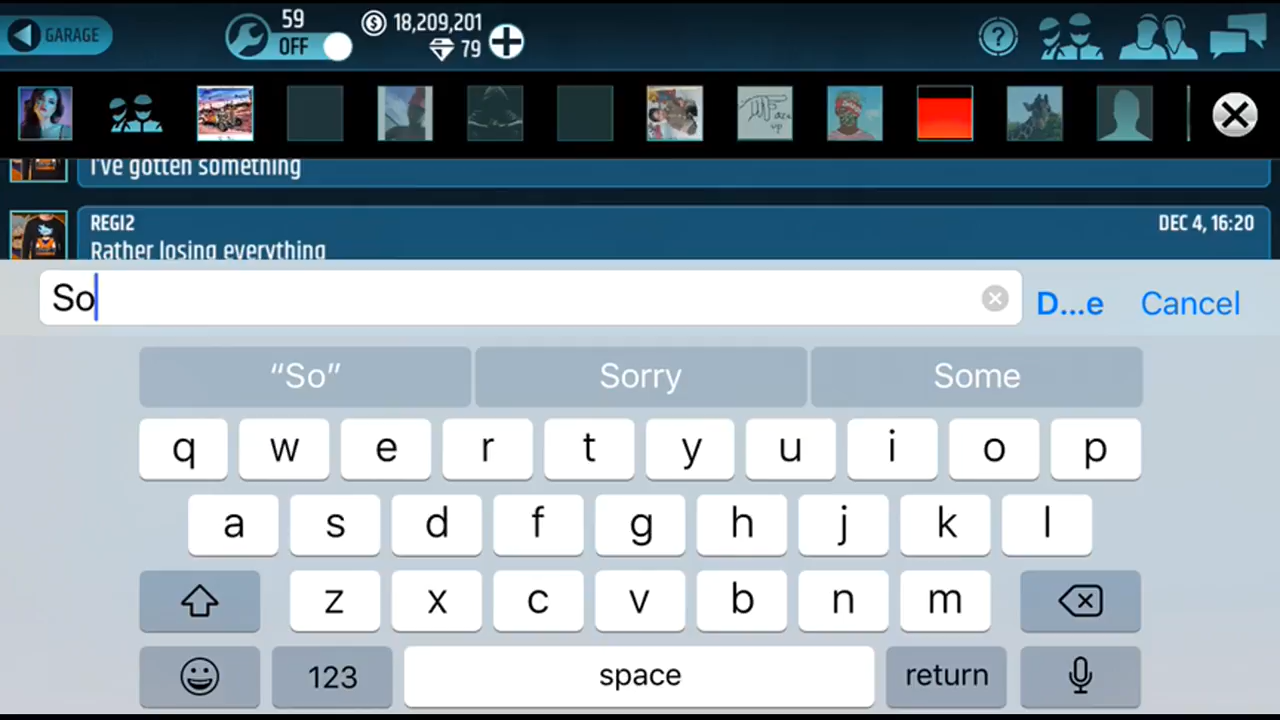 GARAGE
59
OFF
18,209,201
79
I've gotten something
REGI2
DEC 4, 16:20
Rather losing everything
So
D...e
Cancel
“So”
Sorry
Some
q w e r t y u i o p
a s d f g h j k l
z x c v b n m
123
space
return